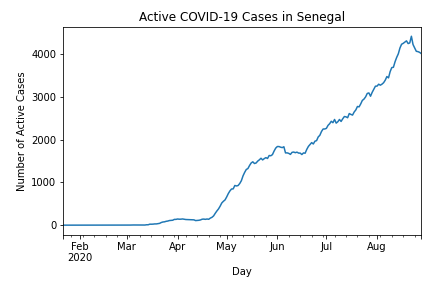 Active COVID-19 Cases in Senegal
Number of Active Cases
4000
3000
2000
1000
0
Feb
2020
Mar
Apr
May
Jun
Jul
Aug
Day